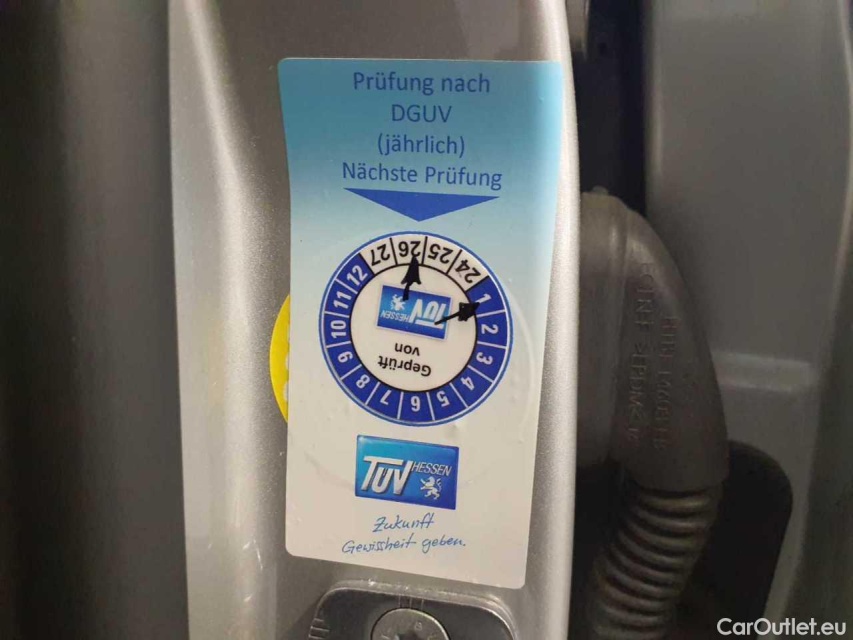 Prüfung nach
DGUV
(jährlich)
Nächste Prüfung
24 25 26 27
1 2 3 4 5 6 7 8 9 10 11 12
TÜV HESSEN
Geprüft
von
TÜV HESSEN
Zukunft
Gewissheit geben.
CarOutlet.eu